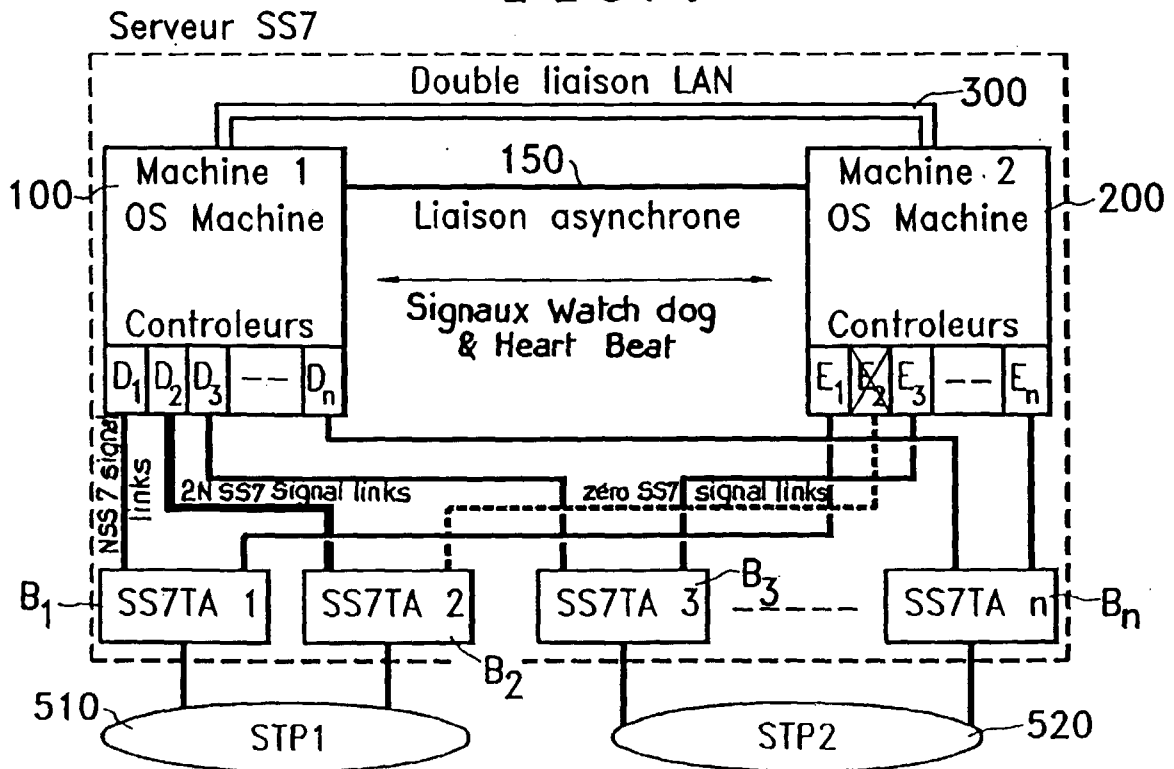 Serveur SS7
Double liaison LAN
300
100
Machine 1
OS Machine
Controleurs
150
Liaison asynchrone
Signaux Watch dog
& Heart Beat
Machine 2
OS Machine
Controleurs
200
D1 D2 D3 -- Dn
E1 E2 E3 -- En
NSS7 signal
links
2N SS7 Signal links
zéro SS7 signal links
B1
SS7TA 1
SS7TA 2
B2
SS7TA 3
B3
SS7TA n
Bn
510
STP1
STP2
520